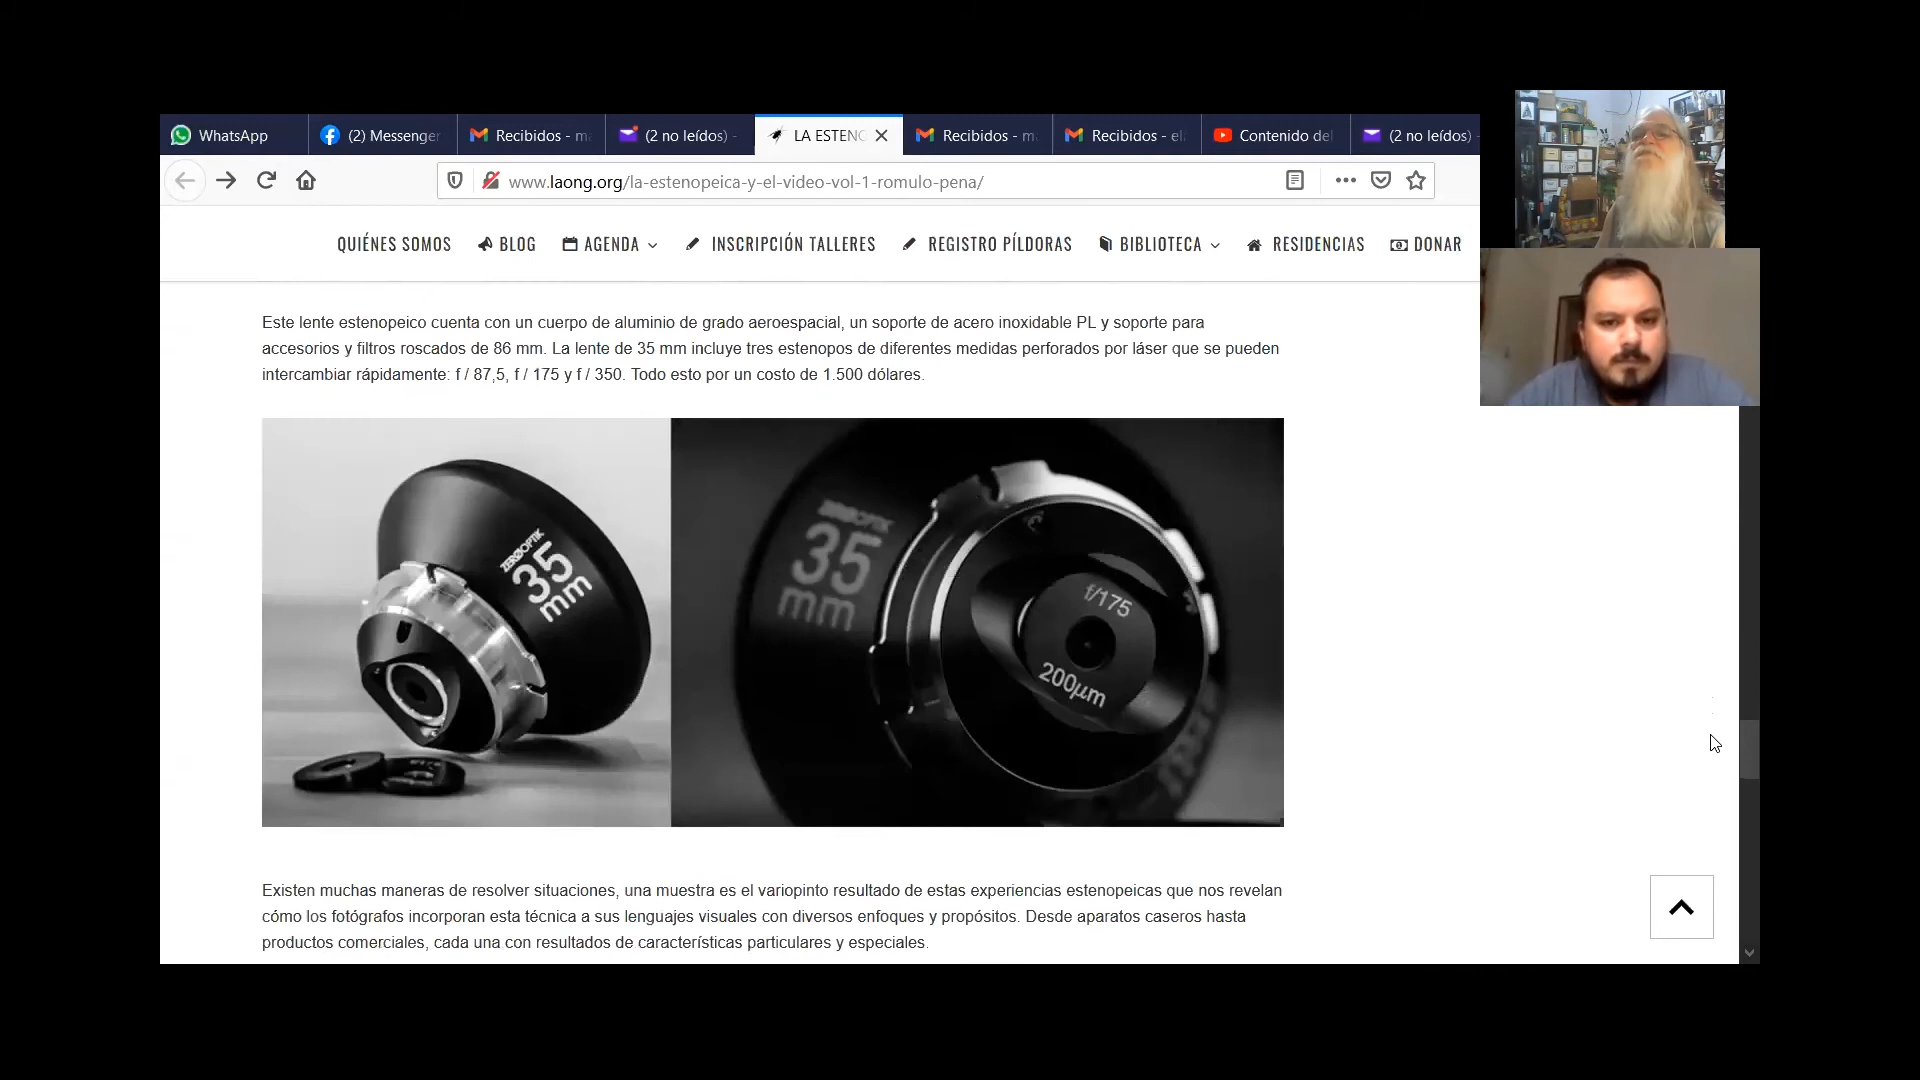 WhatsApp
(2) Messenger
Recibidos - m
(2 no leídos) -
LA ESTENO
Recibidos - m
Recibidos - el
Contenido del
(2 no leídos) -
www.laong.org/la-estenopeica-y-el-video-vol-1-romulo-pena/
QUIÉNES SOMOS BLOG AGENDA INSCRIPCIÓN TALLERES REGISTRO PÍLDORAS BIBLIOTECA RESIDENCIAS DONAR
Este lente estenopeico cuenta con un cuerpo de aluminio de grado aeroespacial, un soporte de acero inoxidable PL y soporte para
accesorios y filtros roscados de 86 mm. La lente de 35 mm incluye tres estenopos de diferentes medidas perforados por láser que se pueden
intercambiar rápidamente: f / 87,5, f / 175 y f / 350. Todo esto por un costo de 1.500 dólares.
ZEROOPTIK
35
mm
ZEROOPTIK
35
mm
f/175
200µm
Existen muchas maneras de resolver situaciones, una muestra es el variopinto resultado de estas experiencias estenopeicas que nos revelan
cómo los fotógrafos incorporan esta técnica a sus lenguajes visuales con diversos enfoques y propósitos. Desde aparatos caseros hasta
productos comerciales, cada una con resultados de características particulares y especiales.